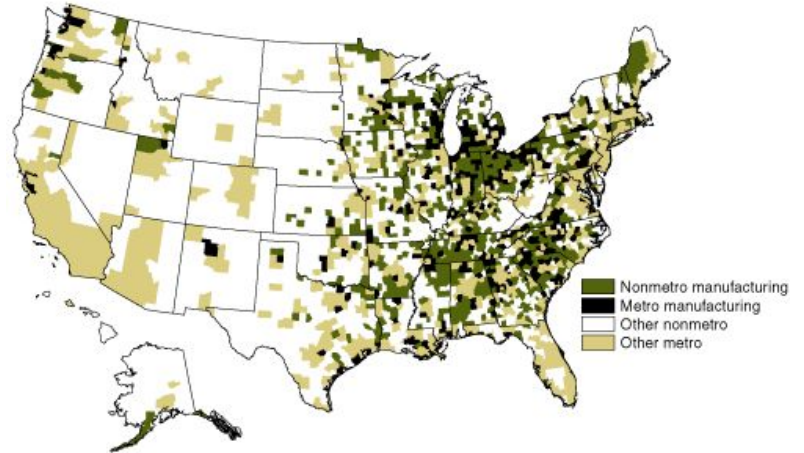 Nonmetro manufacturing
Metro manufacturing
Other nonmetro
Other metro